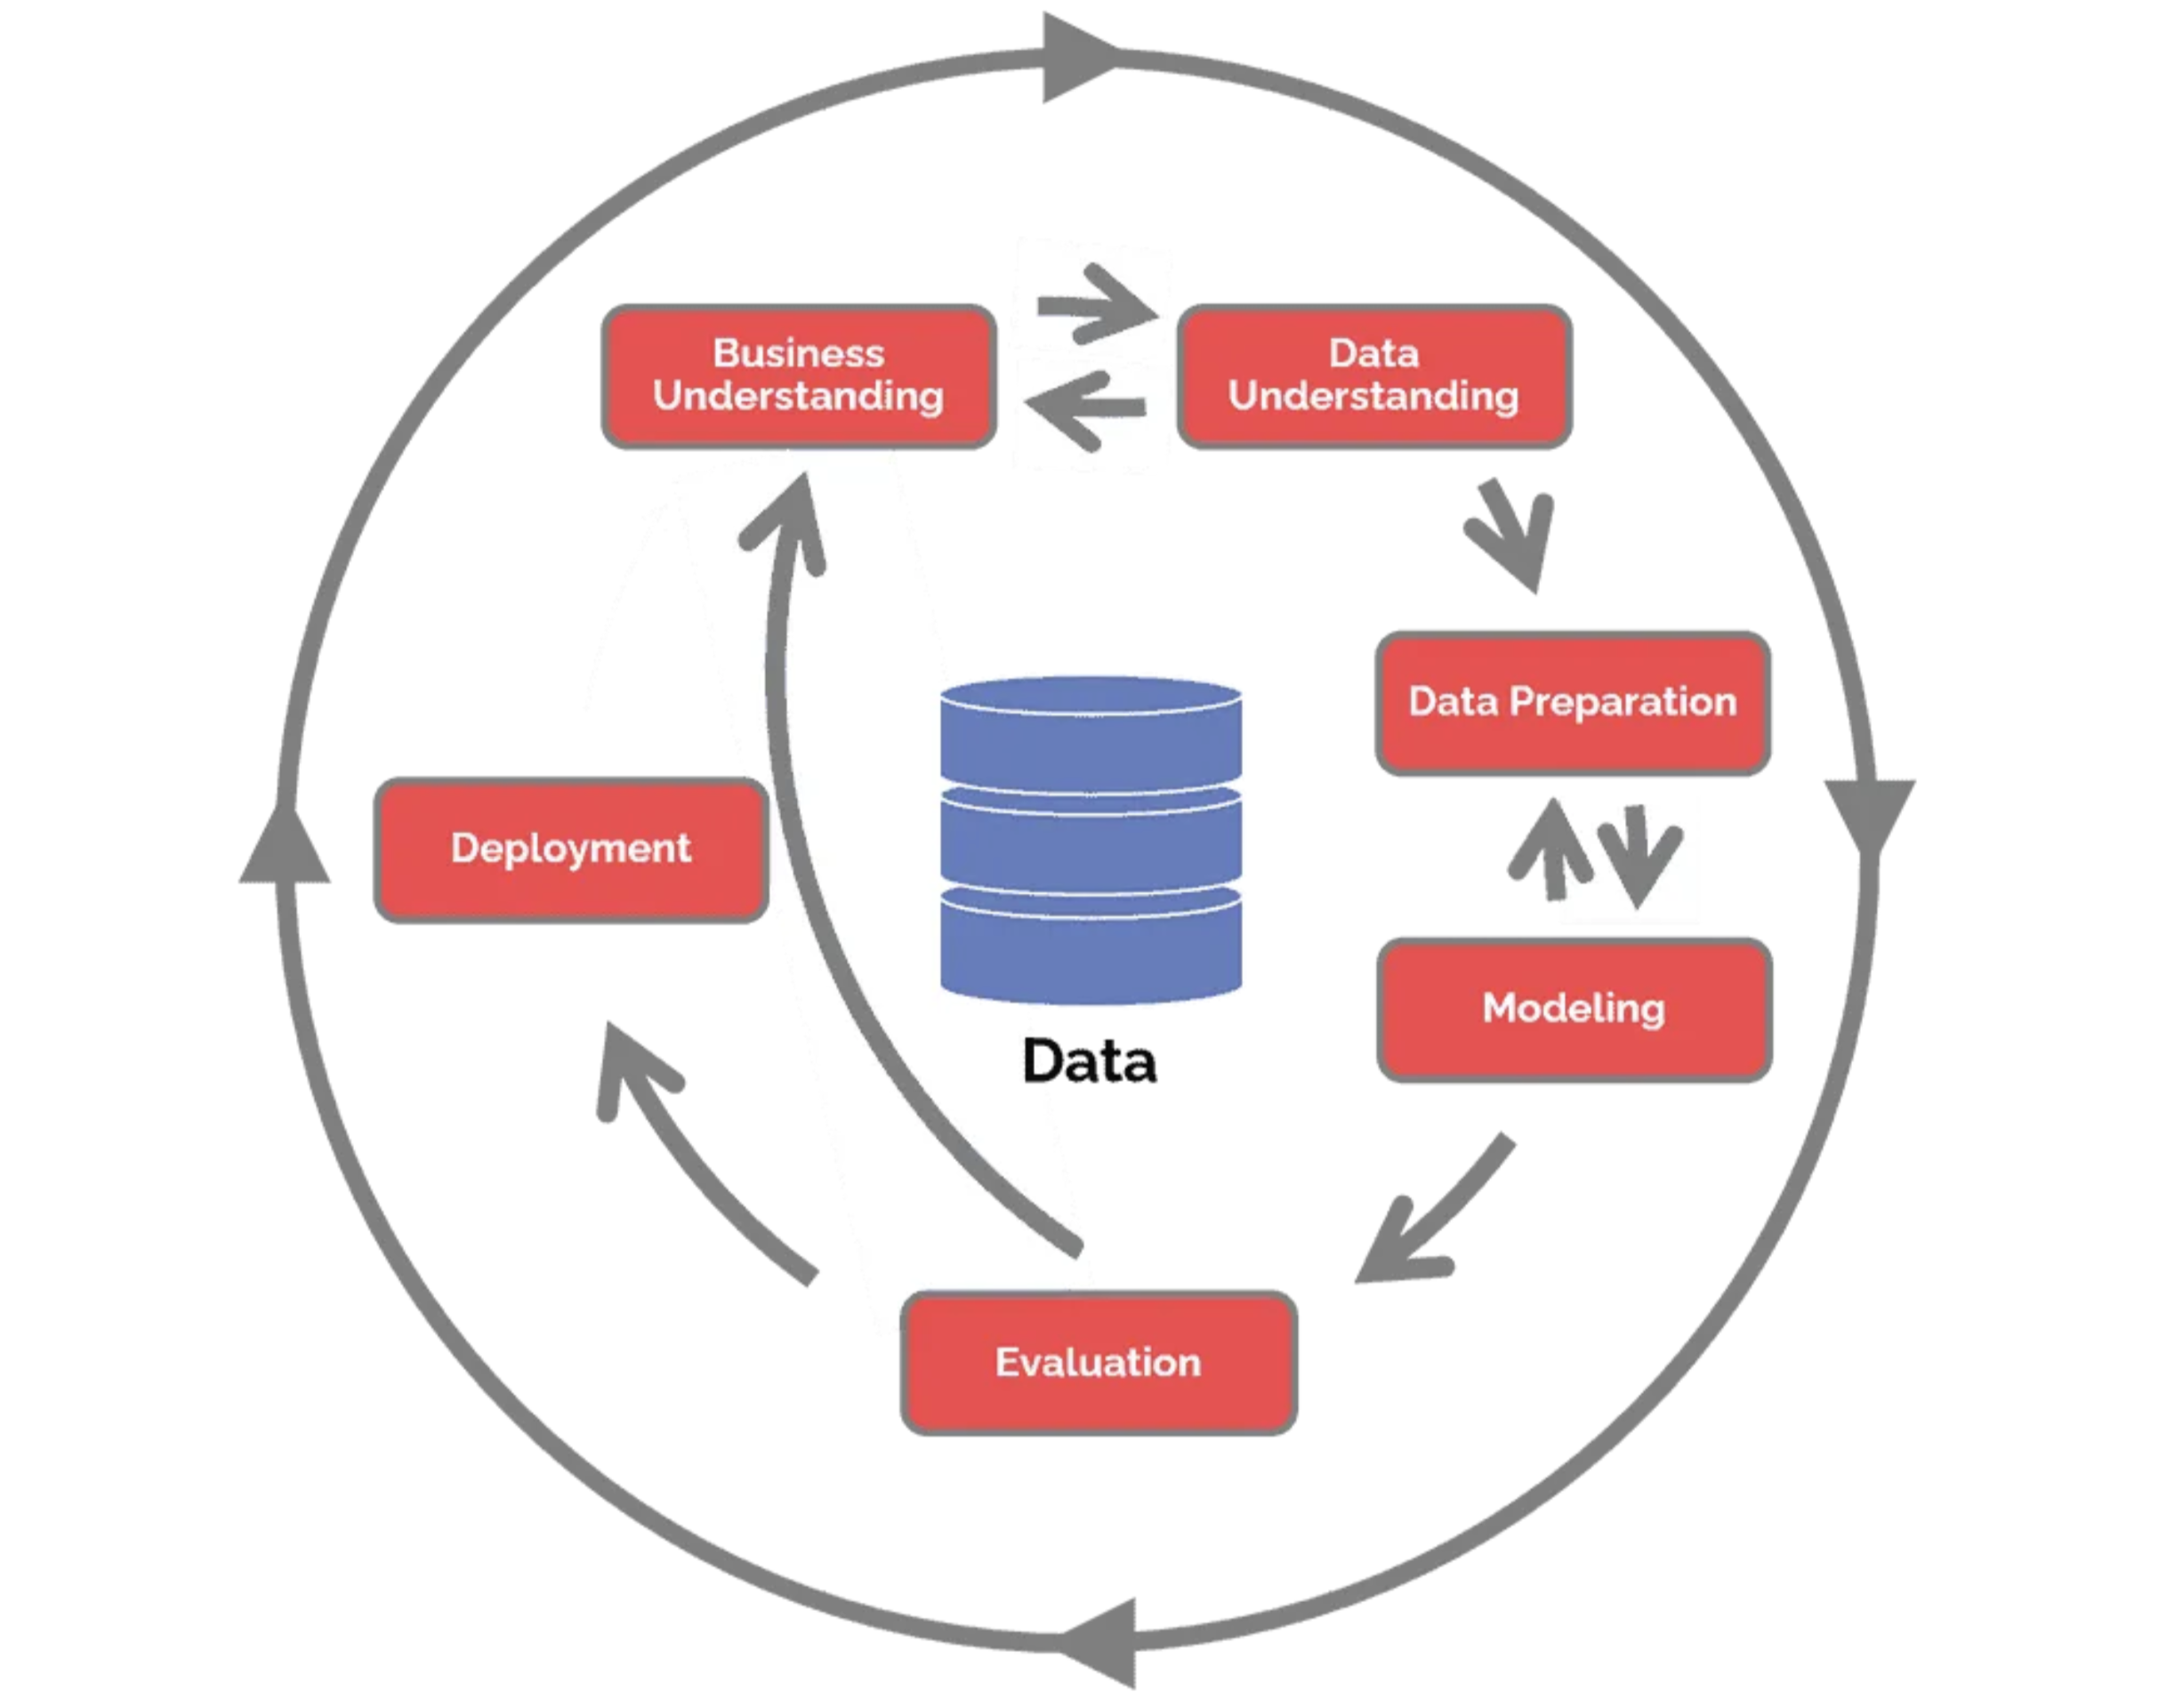 Business
Understanding
Data
Understanding
Data Preparation
Deployment
Modeling
Data
Evaluation